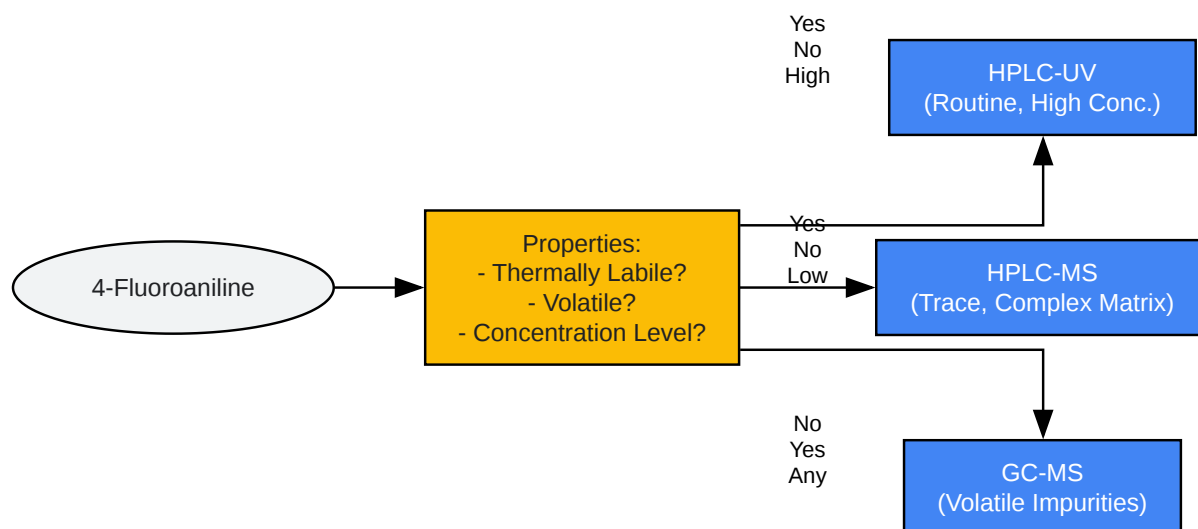 Yes
No
High
HPLC-UV
(Routine, High Conc.)
4-Fluoroaniline
Properties:
- Thermally Labile?
- Volatile?
- Concentration Level?
Yes
No
Low
HPLC-MS
(Trace, Complex Matrix)
No
Yes
Any
GC-MS
(Volatile Impurities)